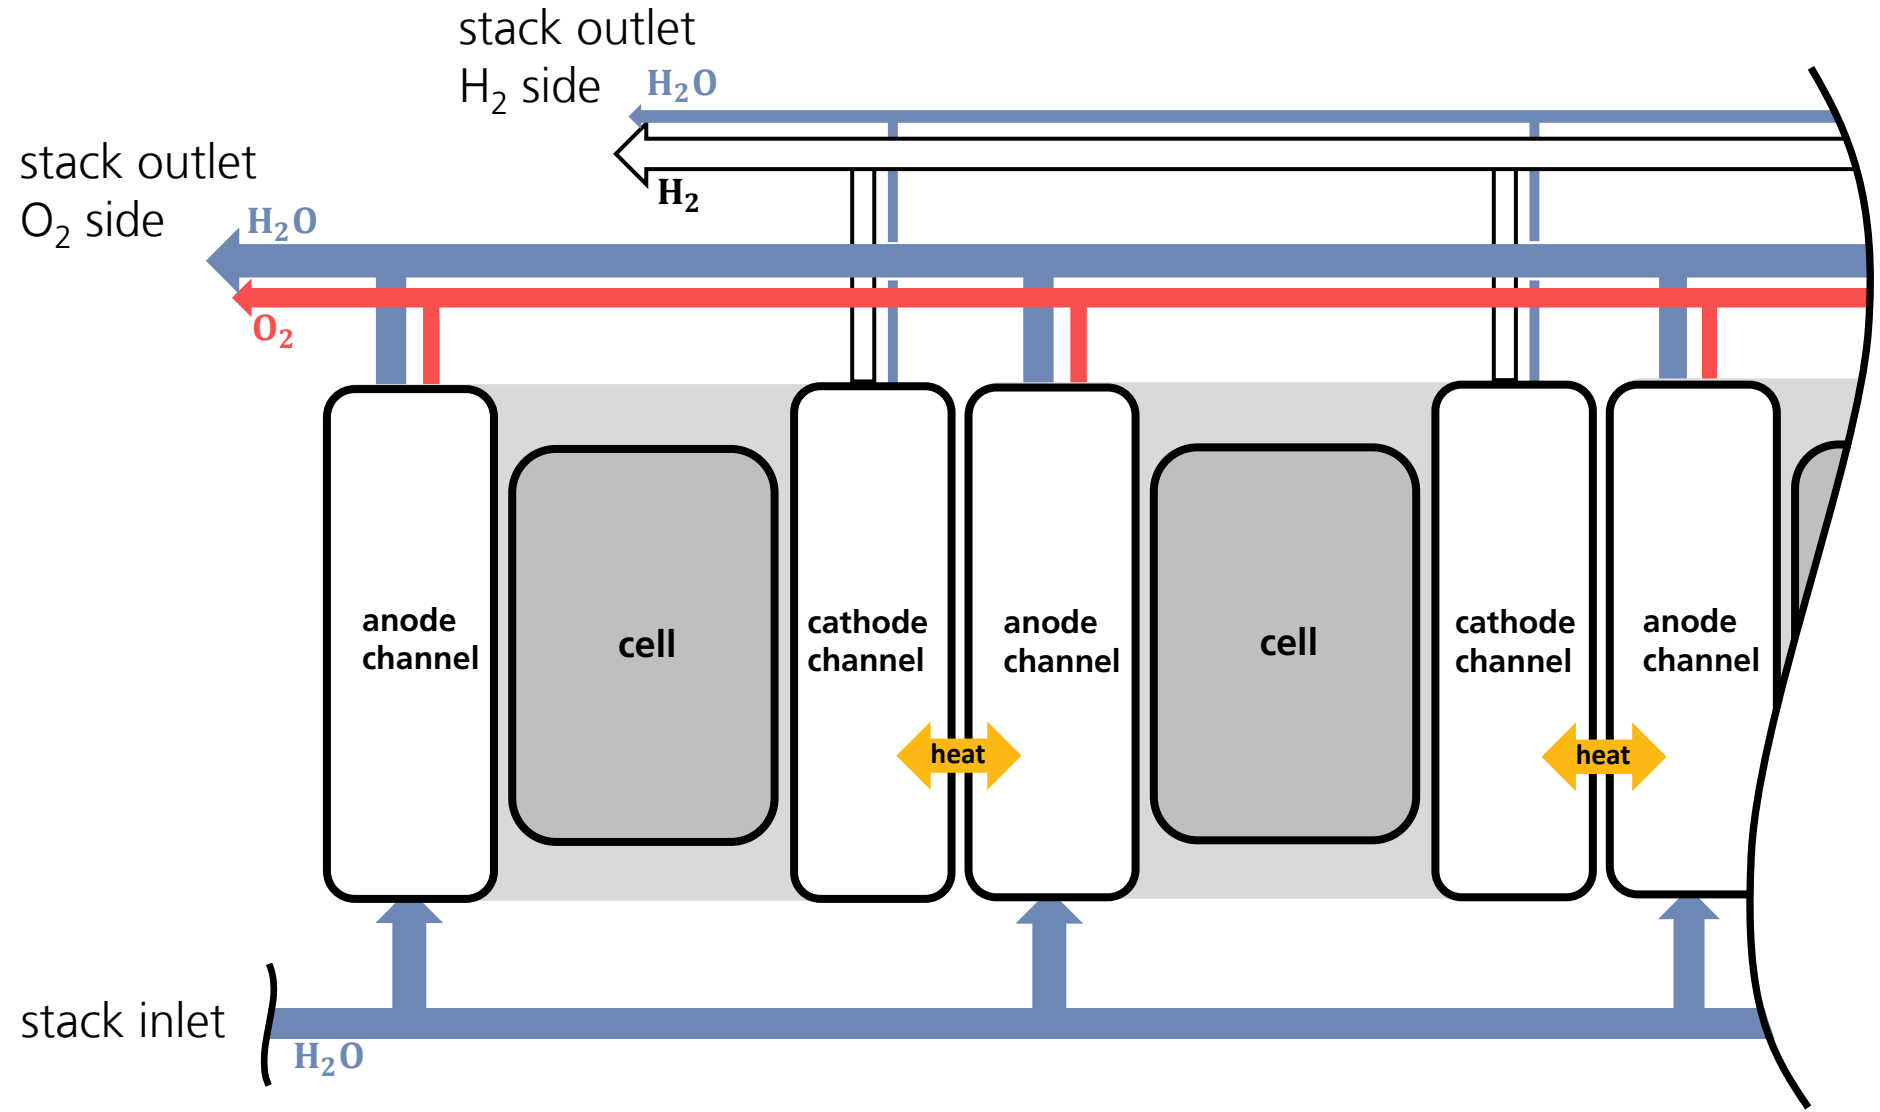 stack outlet
H₂ side
H₂O
H₂
stack outlet
O₂ side
H₂O
O₂
anode
channel
cell
cathode
channel
anode
channel
cell
cathode
channel
anode
channel
heat
heat
stack inlet
H₂O